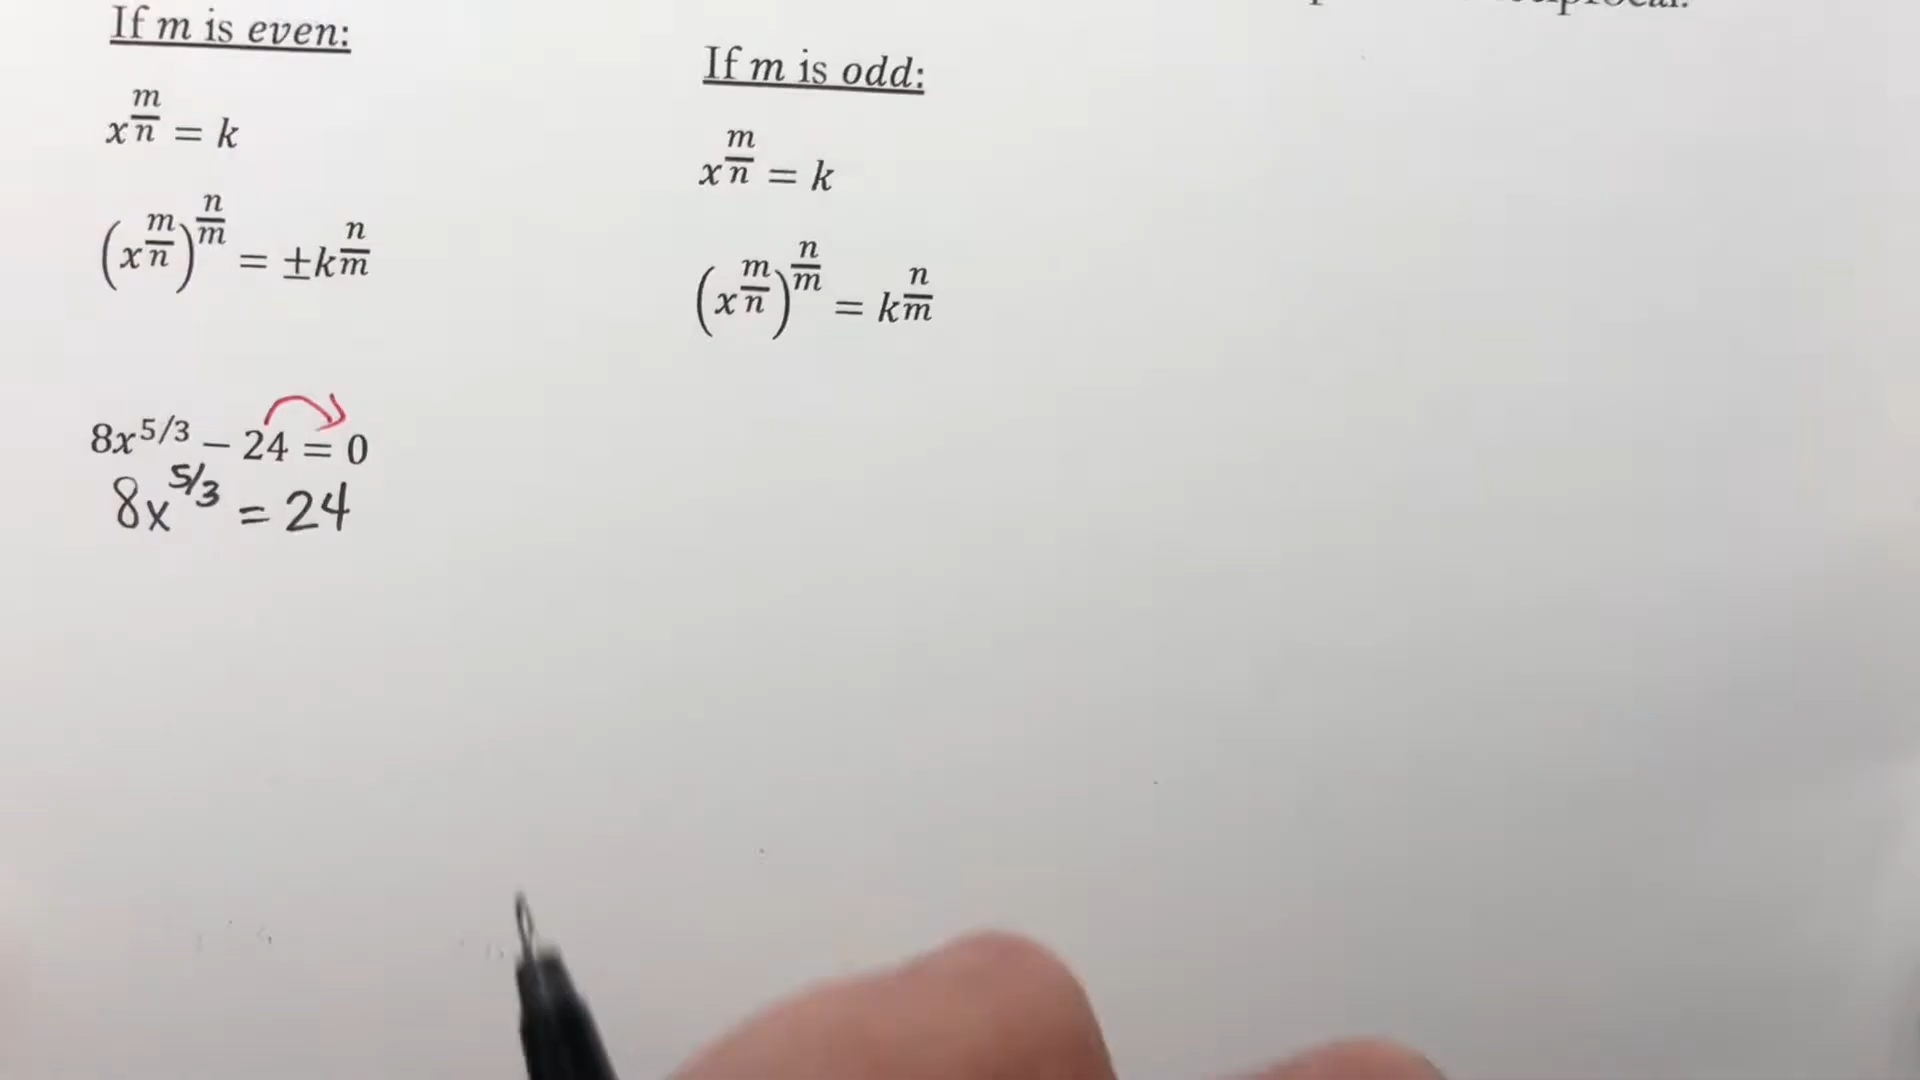 If m is even:
x^{m/n} = k
(x^{m/n})^{n/m} = ±k^{n/m}
If m is odd:
x^{m/n} = k
(x^{m/n})^{n/m} = k^{n/m}
8x^{5/3} − 24 = 0
8x^{5/3} = 24